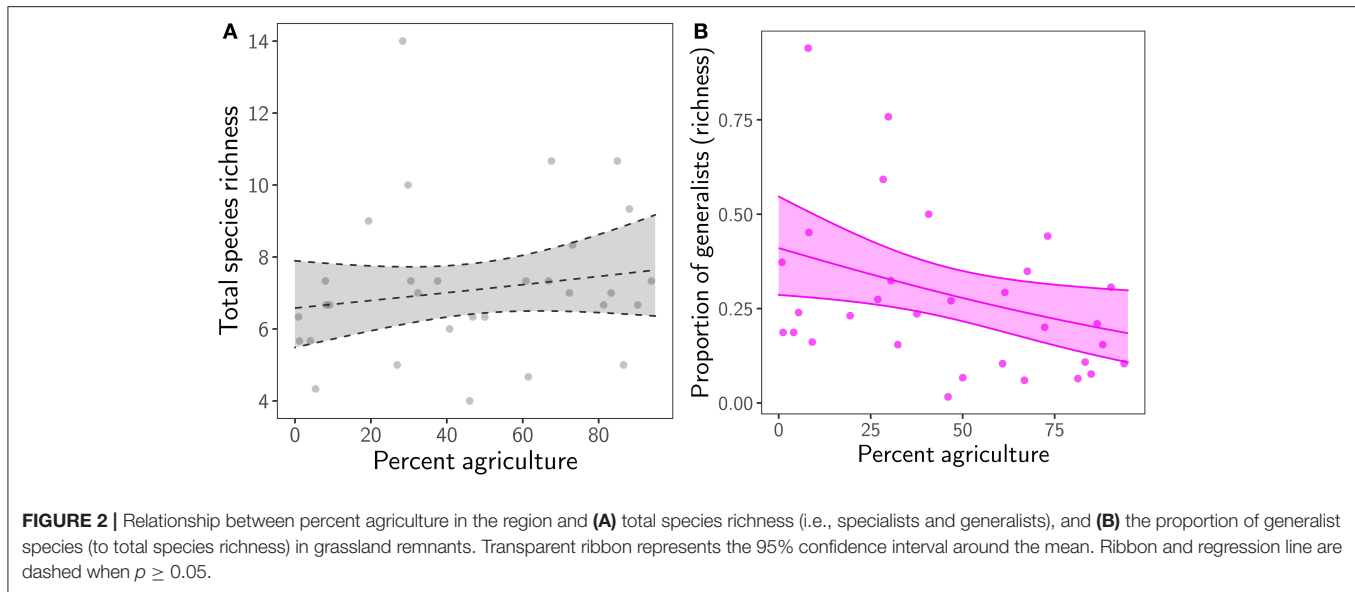 A
Total species richness
14
12
10
8
6
4
0 20 40 60 80
Percent agriculture
B
Proportion of generalists (richness)
0.75
0.50
0.25
0.00
0 25 50 75
Percent agriculture
FIGURE 2 | Relationship between percent agriculture in the region and (A) total species richness (i.e., specialists and generalists), and (B) the proportion of generalist
species (to total species richness) in grassland remnants. Transparent ribbon represents the 95% confidence interval around the mean. Ribbon and regression line are
dashed when p ≥ 0.05.